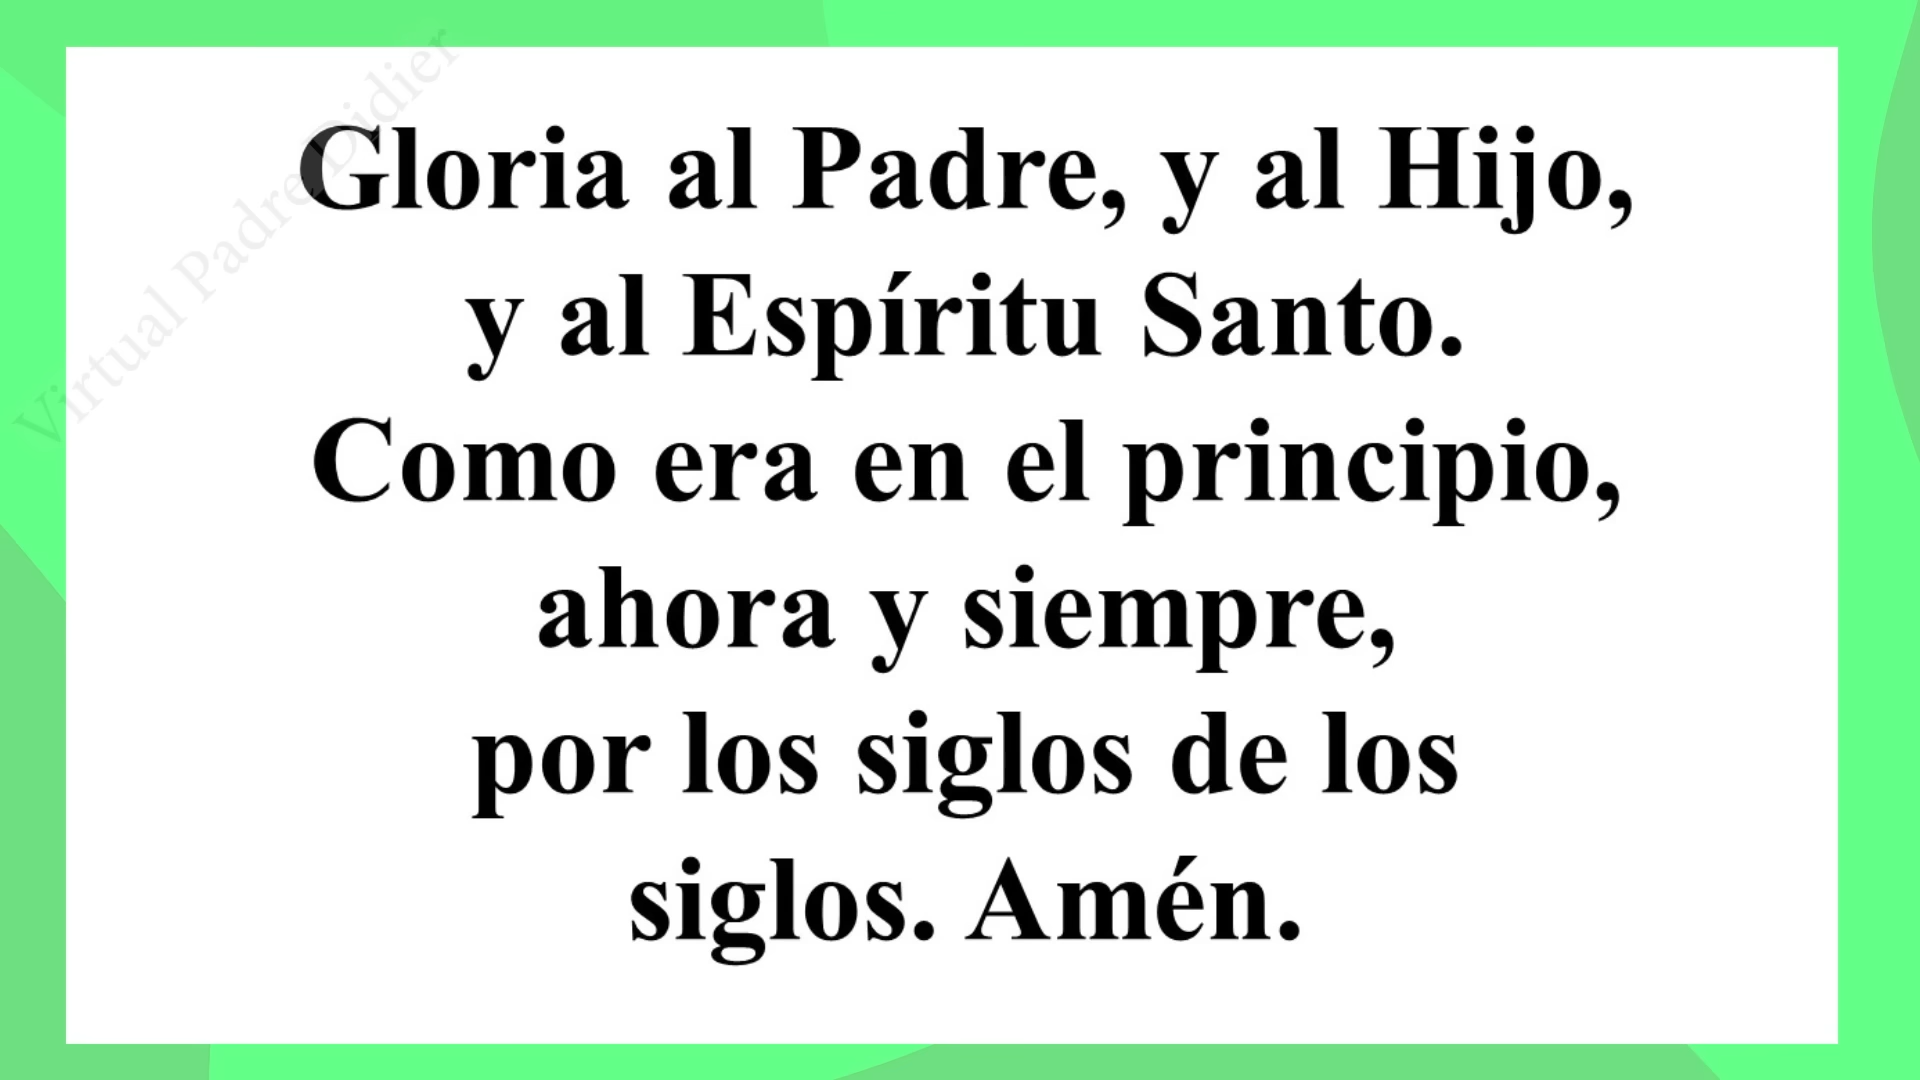 Virtual Padre Didier
Gloria al Padre, y al Hijo,
y al Espíritu Santo.
Como era en el principio,
ahora y siempre,
por los siglos de los
siglos. Amén.